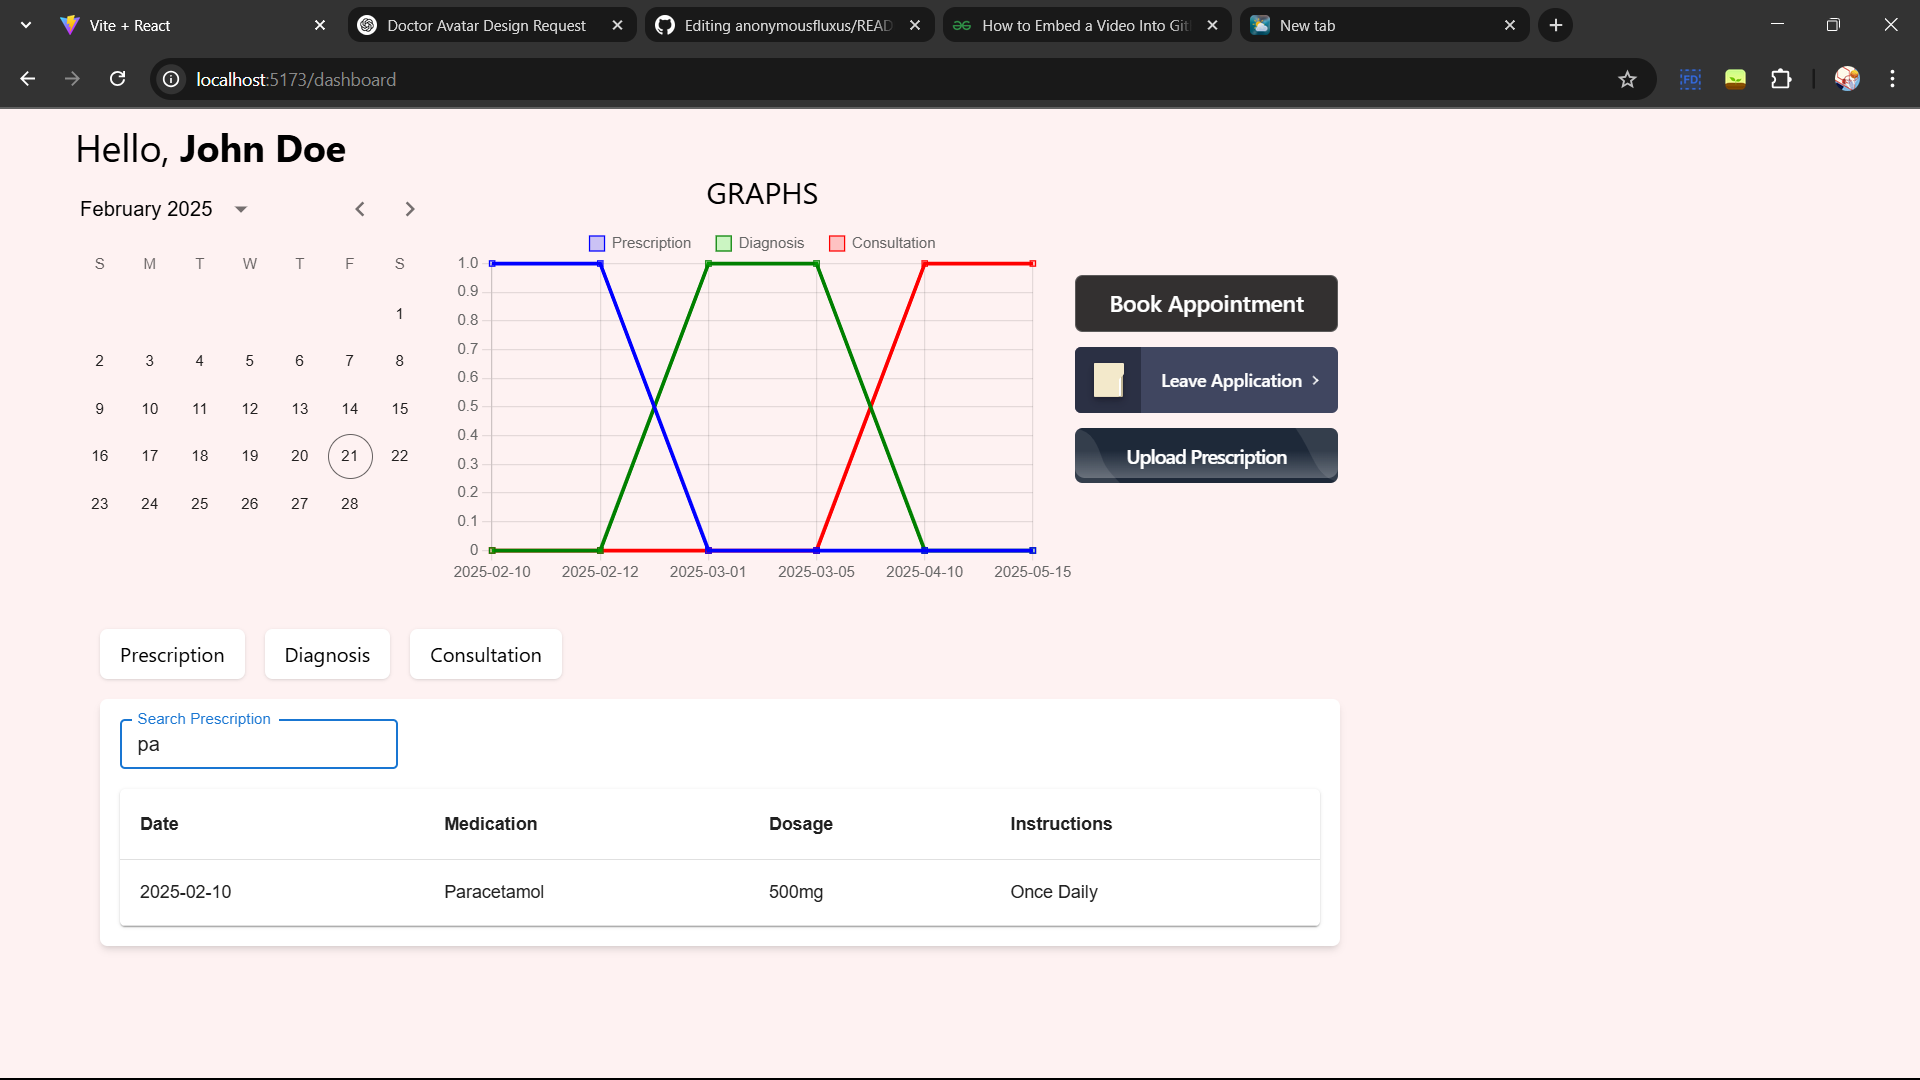 Vite + React
Doctor Avatar Design Request
Editing anonymousfluxus/READ
How to Embed a Video Into Git
New tab
localhost:5173/dashboard
FD
Hello, John Doe
February 2025
S M T W T F S
1
2 3 4 5 6 7 8
9 10 11 12 13 14 15
16 17 18 19 20 21 22
23 24 25 26 27 28
GRAPHS
Prescription Diagnosis Consultation
1.0
0.9
0.8
0.7
0.6
0.5
0.4
0.3
0.2
0.1
0
2025-02-10 2025-02-12 2025-03-01 2025-03-05 2025-04-10 2025-05-15
Book Appointment
Leave Application
Upload Prescription
Prescription Diagnosis Consultation
Search Prescription
pa
Date Medication Dosage Instructions
2025-02-10 Paracetamol 500mg Once Daily